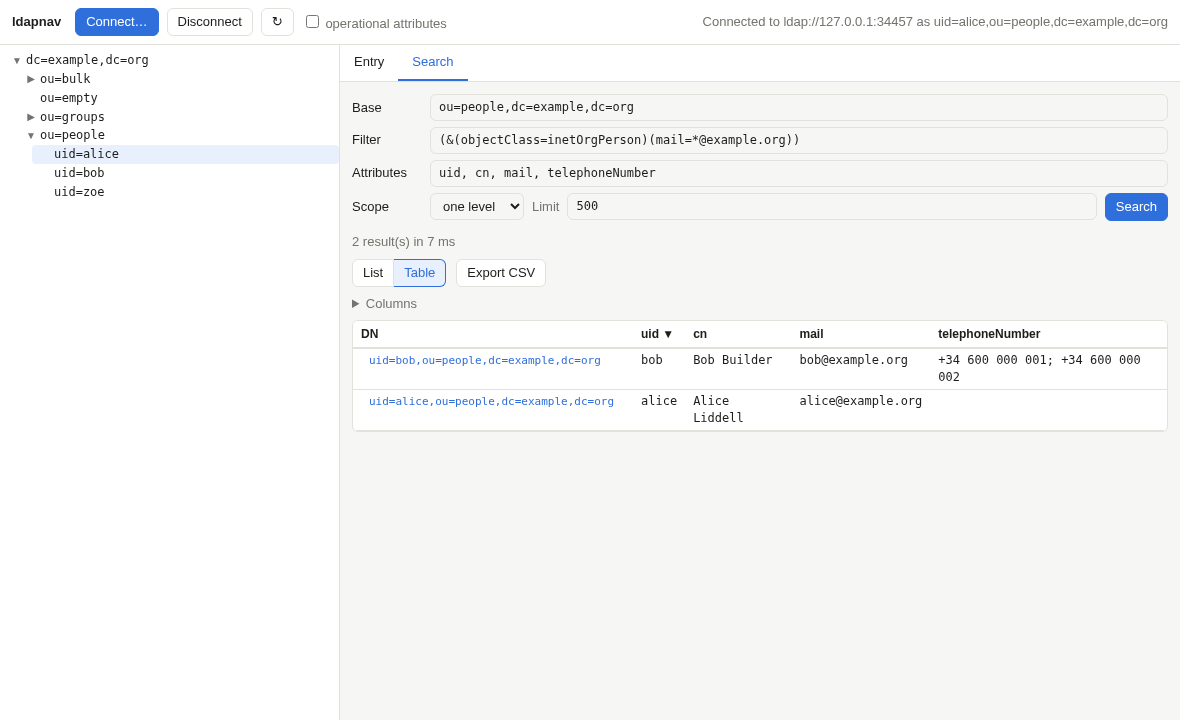 ldapnav Connect… Disconnect ↻ operational attributes Connected to ldap://127.0.0.1:34457 as uid=alice,ou=people,dc=example,dc=org
▼ dc=example,dc=org
▶ ou=bulk
ou=empty
▶ ou=groups
▼ ou=people
uid=alice
uid=bob
uid=zoe
Entry Search
Base ou=people,dc=example,dc=org
Filter (&(objectClass=inetOrgPerson)(mail=*@example.org))
Attributes uid, cn, mail, telephoneNumber
Scope one level Limit 500 Search
2 result(s) in 7 ms
List Table Export CSV
▶ Columns
DN uid ▼ cn mail telephoneNumber
uid=bob,ou=people,dc=example,dc=org bob Bob Builder bob@example.org +34 600 000 001; +34 600 000
002
uid=alice,ou=people,dc=example,dc=org alice Alice alice@example.org
Liddell